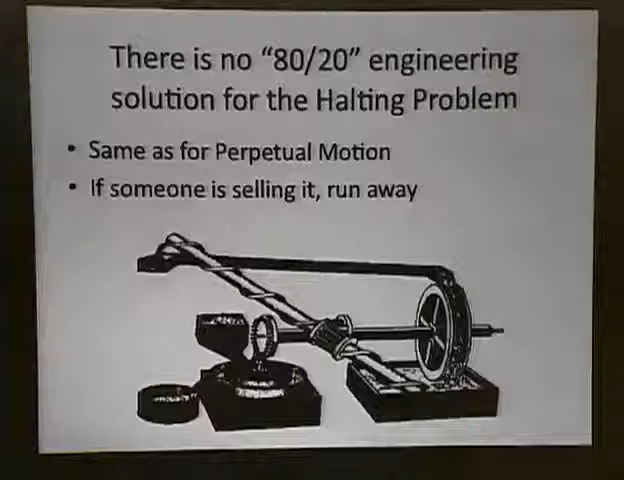 There is no “80/20” engineering
solution for the Halting Problem
• Same as for Perpetual Motion
• If someone is selling it, run away